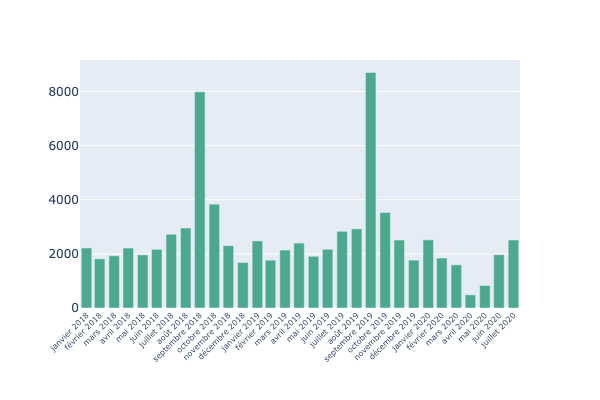 8000
6000
4000
2000
0
janvier 2018
février 2018
mars 2018
avril 2018
mai 2018
juin 2018
juillet 2018
août 2018
septembre 2018
octobre 2018
novembre 2018
décembre 2018
janvier 2019
février 2019
mars 2019
avril 2019
mai 2019
juin 2019
juillet 2019
août 2019
septembre 2019
octobre 2019
novembre 2019
décembre 2019
janvier 2020
février 2020
mars 2020
avril 2020
mai 2020
juin 2020
juillet 2020